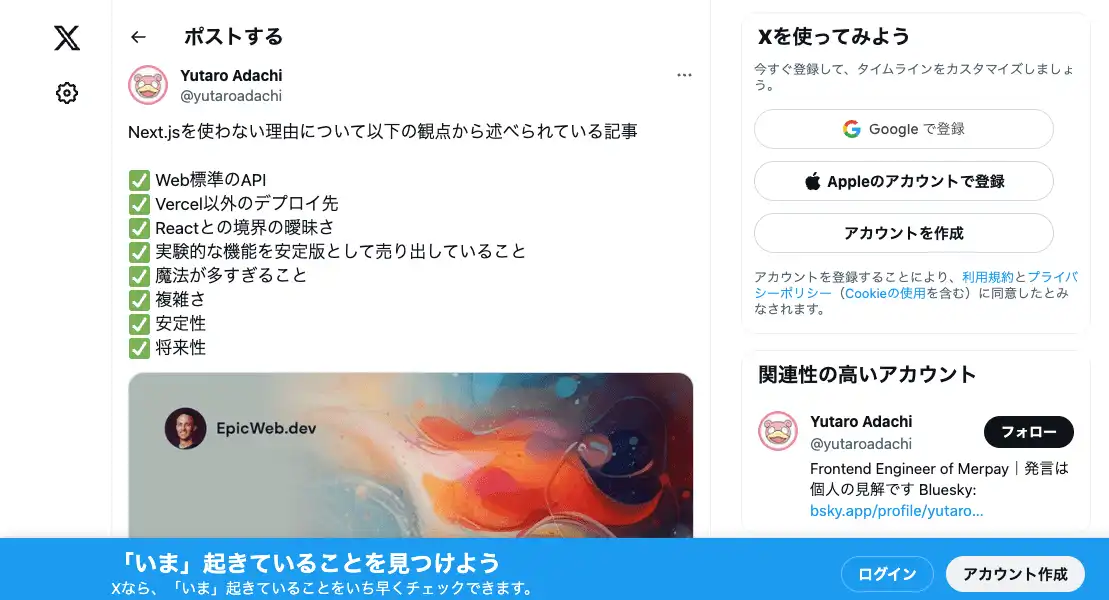 ポストする
Yutaro Adachi
@yutaroadachi
Next.jsを使わない理由について以下の観点から述べられている記事
✅ Web標準のAPI
✅ Vercel以外のデプロイ先
✅ Reactとの境界の曖昧さ
✅ 実験的な機能を安定版として売り出していること
✅ 魔法が多すぎること
✅ 複雑さ
✅ 安定性
✅ 将来性
EpicWeb.dev
Xを使ってみよう
今すぐ登録して、タイムラインをカスタマイズしましょ
う。
Google で登録
Appleのアカウントで登録
アカウントを作成
アカウントを登録することにより、利用規約とプライバ
シーポリシー（Cookieの使用を含む）に同意したとみ
なされます。
関連性の高いアカウント
Yutaro Adachi
@yutaroadachi
フォロー
Frontend Engineer of Merpay｜発言は
個人の見解です Bluesky:
bsky.app/profile/yutaro...
「いま」起きていることを見つけよう
Xなら、「いま」起きていることをいち早くチェックできます。
ログイン
アカウント作成